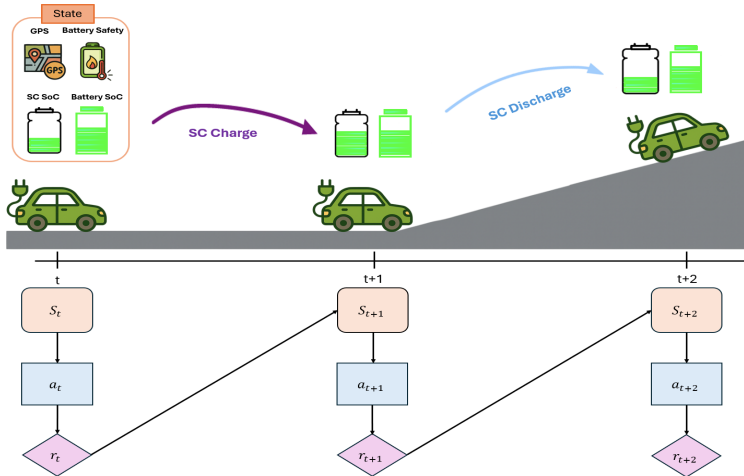 State
GPS Battery Safety
GPS
SC SoC Battery SoC
SC Charge
SC Discharge
t t+1 t+2
S_t S_{t+1} S_{t+2}
a_t a_{t+1} a_{t+2}
r_t r_{t+1} r_{t+2}